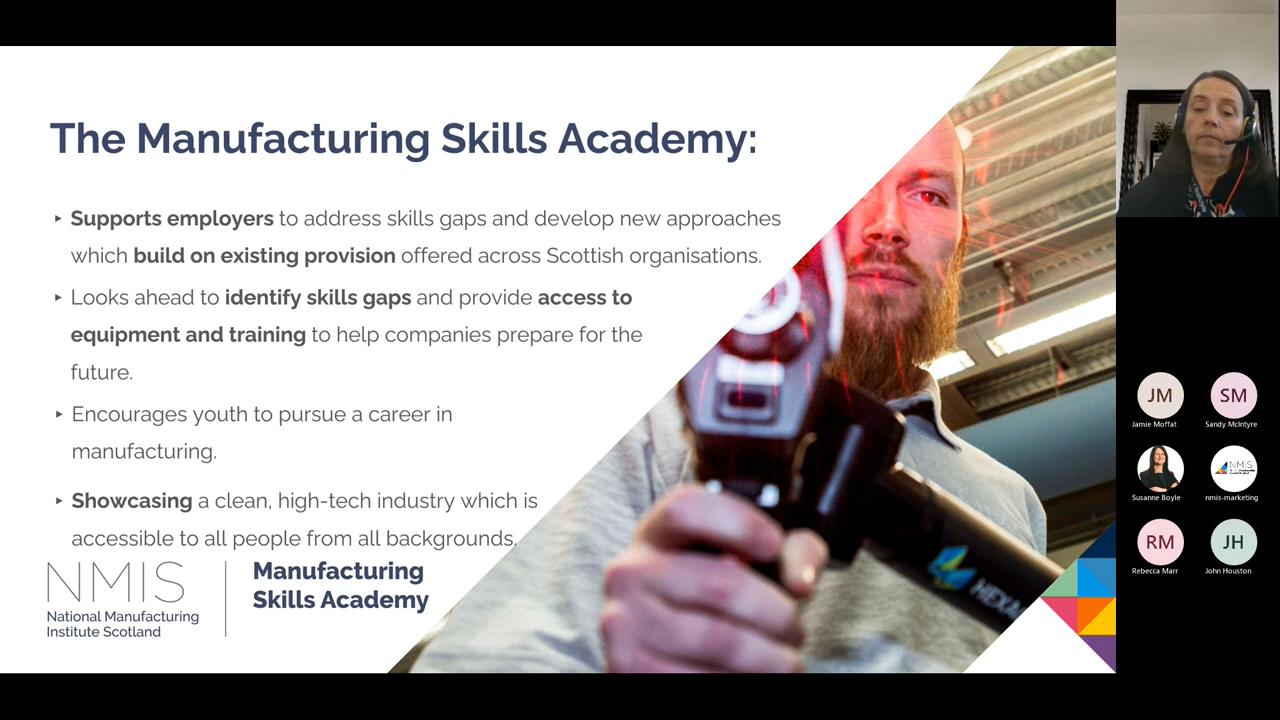 The Manufacturing Skills Academy:
‣ Supports employers to address skills gaps and develop new approaches
which build on existing provision offered across Scottish organisations.
‣ Looks ahead to identify skills gaps and provide access to
equipment and training to help companies prepare for the
future.
‣ Encourages youth to pursue a career in
manufacturing.
‣ Showcasing a clean, high-tech industry which is
accessible to all people from all backgrounds.
NMIS
National Manufacturing
Institute Scotland
Manufacturing
Skills Academy
JM
Jamie Moffat
SM
Sandy McIntyre
Susanne Boyle
NMIS
nmis-marketing
RM
Rebecca Marr
JH
John Houston